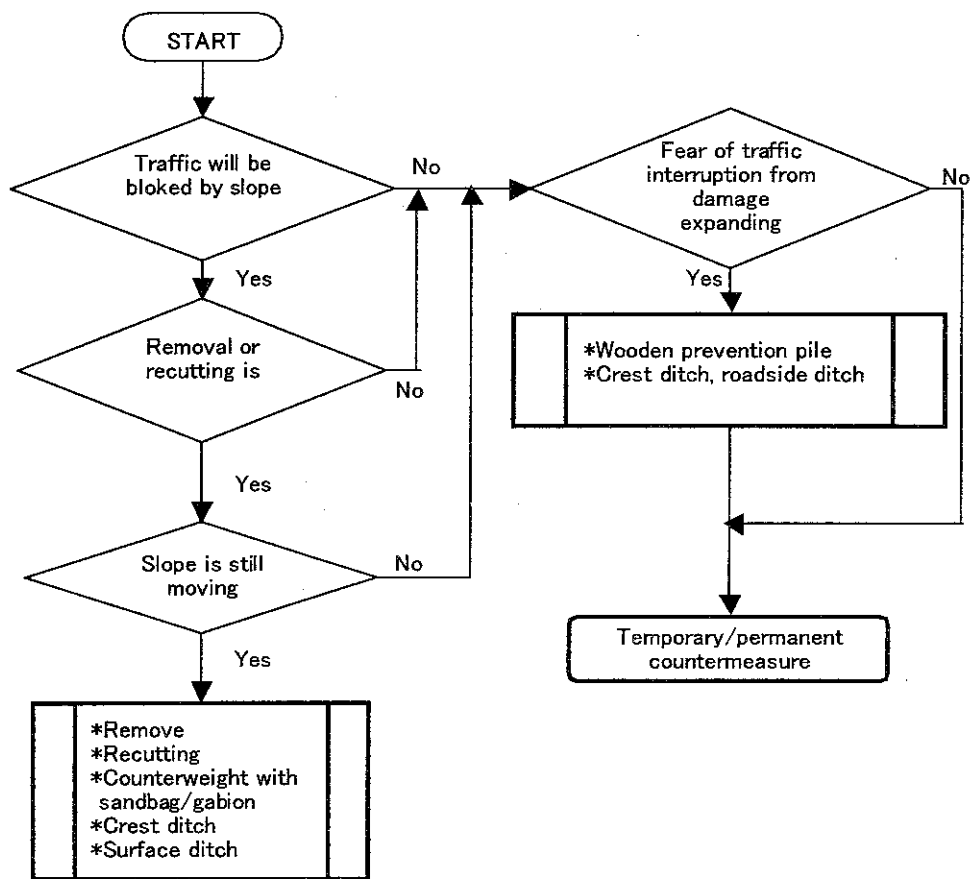 START
Traffic will be
bloked by slope
No
Yes
Removal or
recutting is
No
Yes
Slope is still
moving
No
Yes
*Remove
*Recutting
*Counterweight with
sandbag/gabion
*Crest ditch
*Surface ditch
Fear of traffic
interruption from
damage
expanding
No
Yes
*Wooden prevention pile
*Crest ditch, roadside ditch
Temporary/permanent
countermeasure